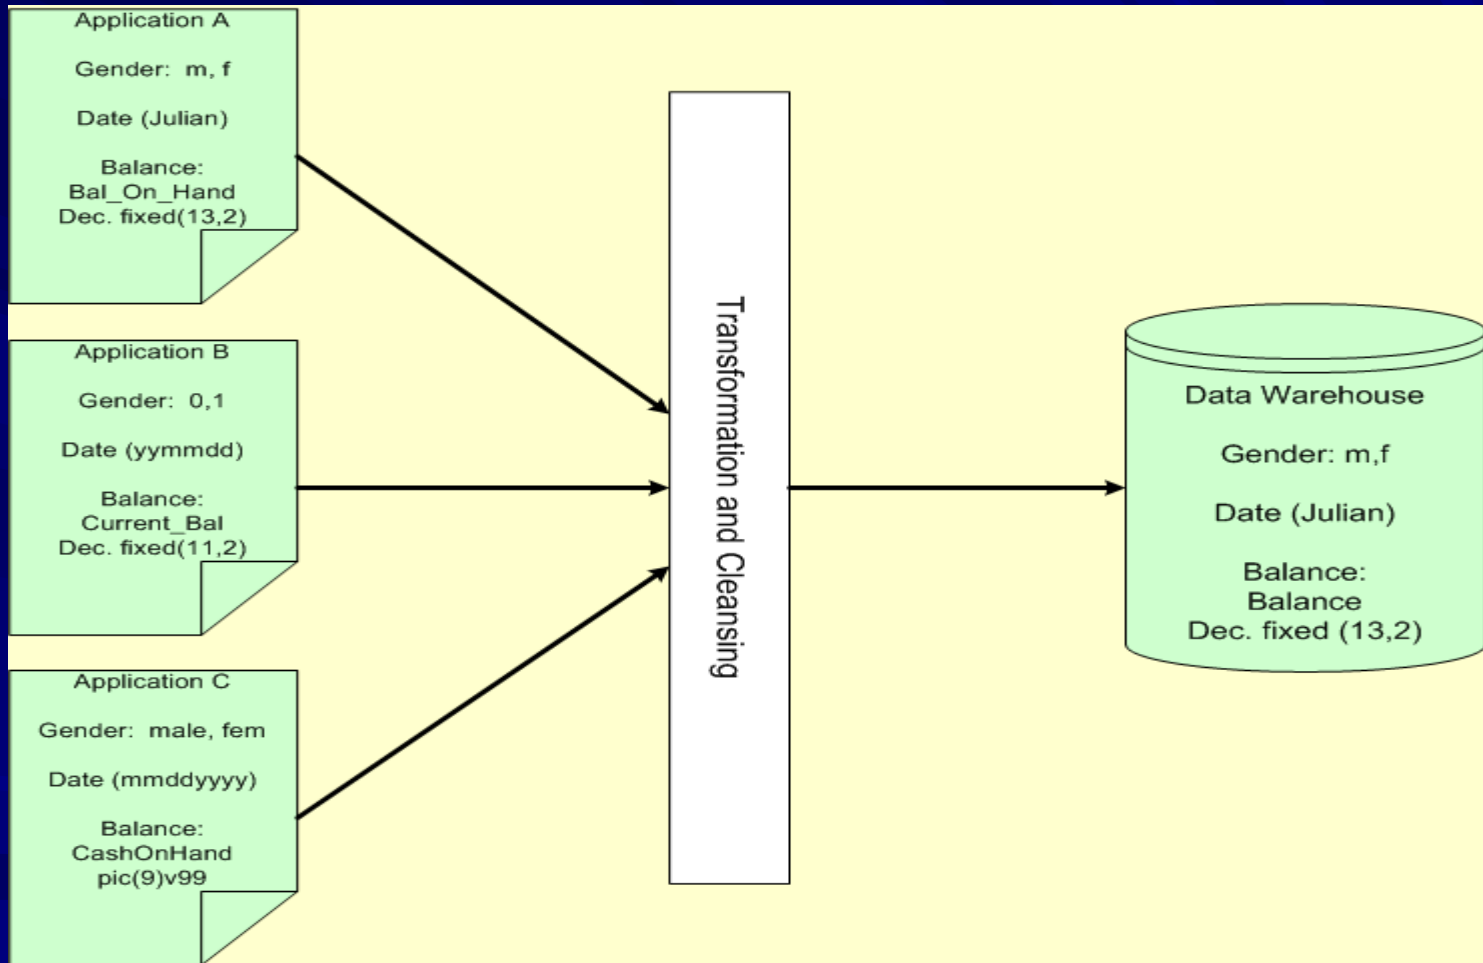 Application A
Gender: m, f
Date (Julian)
Balance:
Bal_On_Hand
Dec. fixed(13,2)
Application B
Gender: 0,1
Date (yymmdd)
Balance:
Current_Bal
Dec. fixed(11,2)
Application C
Gender: male, fem
Date (mmddyyyy)
Balance:
CashOnHand
pic(9)v99
Transformation and Cleansing
Data Warehouse
Gender: m,f
Date (Julian)
Balance:
Balance
Dec. fixed (13,2)